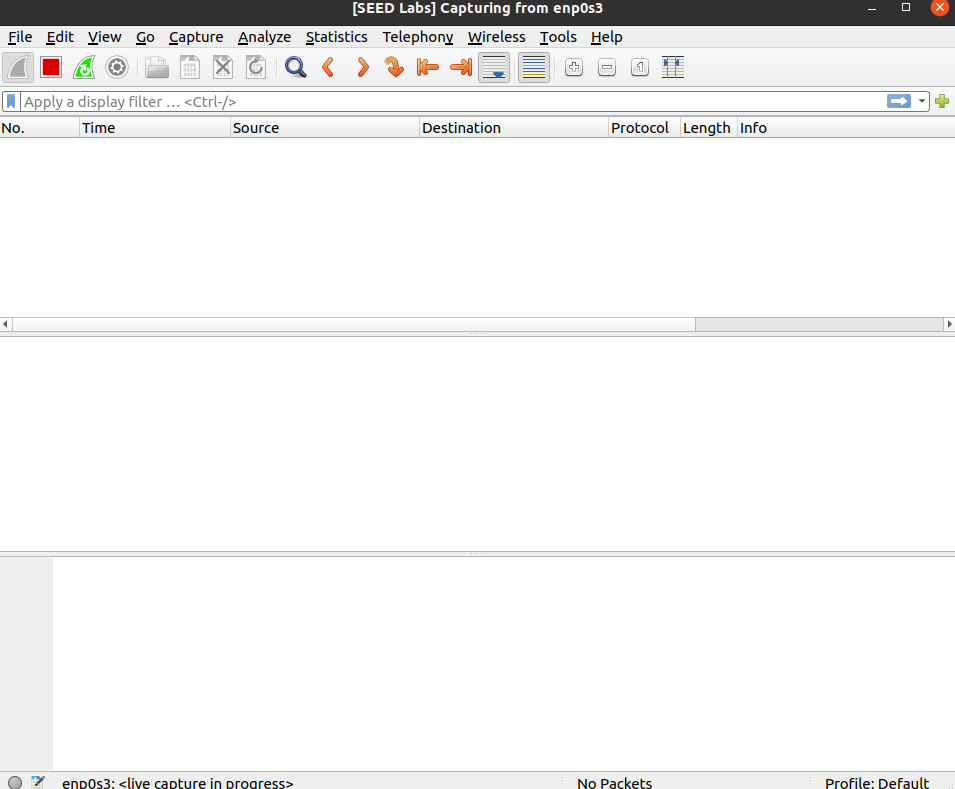 [SEED Labs] Capturing from enp0s3
File Edit View Go Capture Analyze Statistics Telephony Wireless Tools Help
Apply a display filter … <Ctrl-/>
No. Time Source Destination Protocol Length Info
enp0s3: <live capture in progress> No Packets Profile: Default